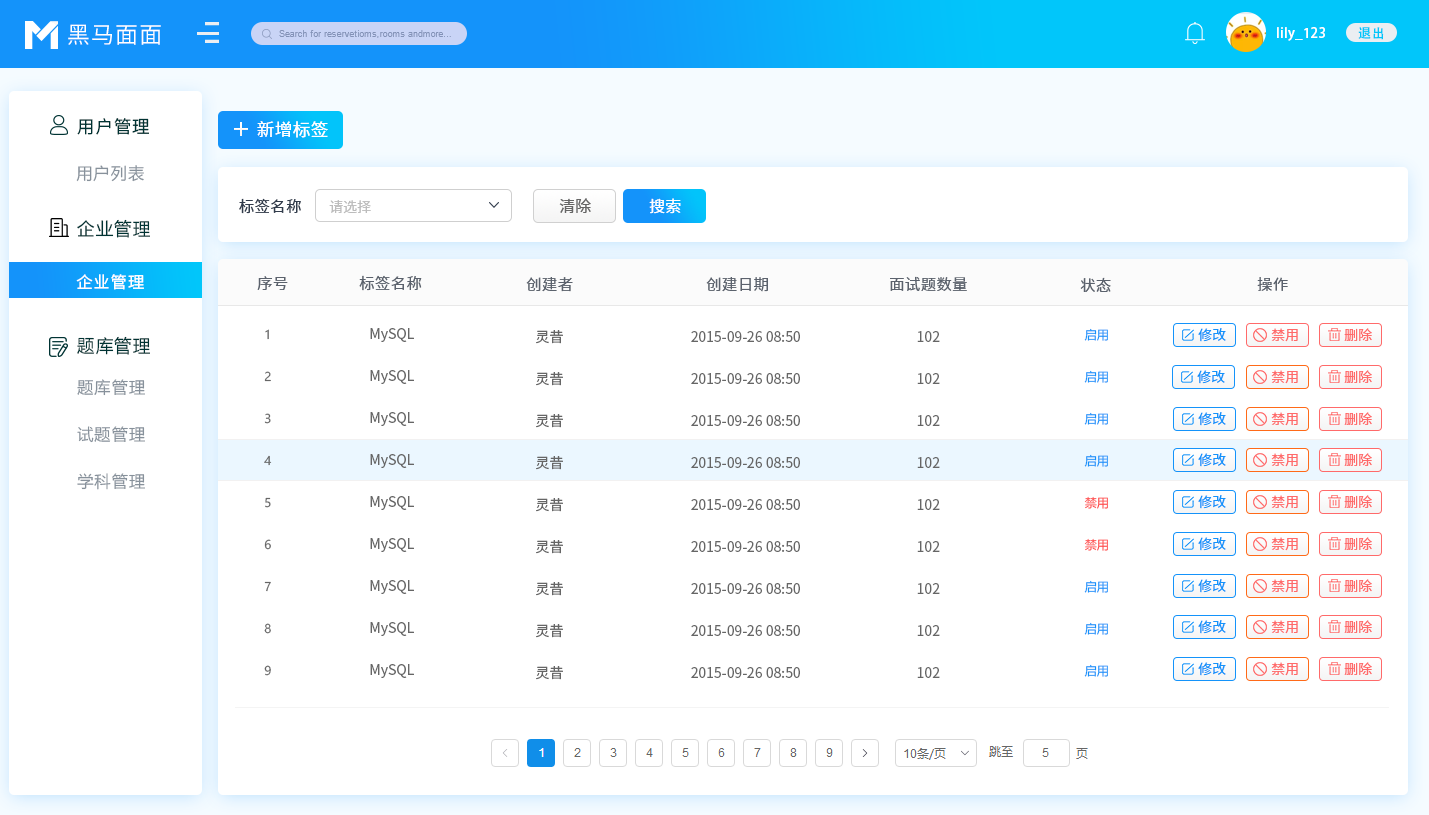 黑马面面
Search for reservetioms,rooms andmore...
lily_123
退出
用户管理
用户列表
企业管理
企业管理
题库管理
题库管理
试题管理
学科管理
+ 新增标签
标签名称 请选择 清除 搜索
序号 标签名称 创建者 创建日期 面试题数量 状态 操作
1 MySQL 灵昔 2015-09-26 08:50 102 启用 修改 禁用 删除
2 MySQL 灵昔 2015-09-26 08:50 102 启用 修改 禁用 删除
3 MySQL 灵昔 2015-09-26 08:50 102 启用 修改 禁用 删除
4 MySQL 灵昔 2015-09-26 08:50 102 启用 修改 禁用 删除
5 MySQL 灵昔 2015-09-26 08:50 102 禁用 修改 禁用 删除
6 MySQL 灵昔 2015-09-26 08:50 102 禁用 修改 禁用 删除
7 MySQL 灵昔 2015-09-26 08:50 102 启用 修改 禁用 删除
8 MySQL 灵昔 2015-09-26 08:50 102 启用 修改 禁用 删除
9 MySQL 灵昔 2015-09-26 08:50 102 启用 修改 禁用 删除
< 1 2 3 4 5 6 7 8 9 > 10条/页 跳至 5 页